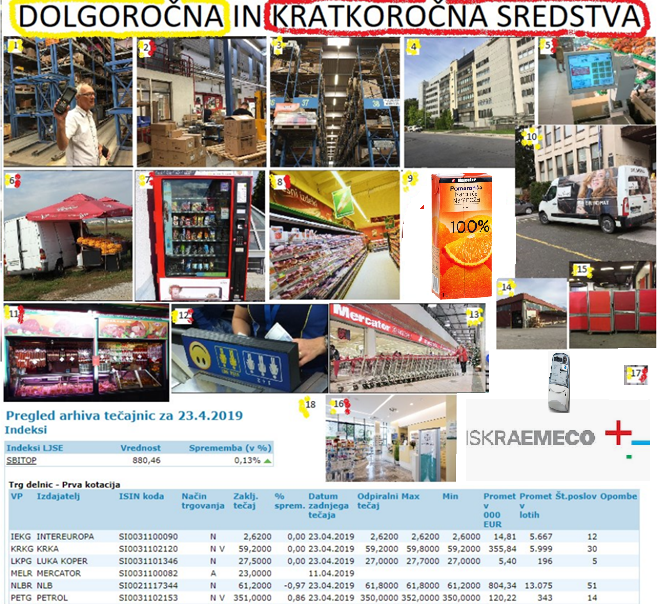 DOLGOROČNA IN KRATKOROČNA SREDSTVA
1
2
3
4
5
37
38
6
7
8
9
10
100%
11
12
13
Mercator
14
15
16
17
18
ISKRAEMECO
Pregled arhiva tečajnic za 23.4.2019
Indeksi
Indeksi LJSE Vrednost Sprememba (v %)
SBITOP 880,46 0,13%
Trg delnic - Prva kotacija
VP Izdajatelj ISIN koda Način trgovanja Zaklj. tečaj % sprem. Datum zadnjega tečaja Odpiralni tečaj Max Min Promet v 000 EUR Promet v lotih Št.poslov Opombe
IEKG INTEREUROPA SI0031100090 N 2,6200 0,00 23.04.2019 2,6200 2,6200 2,6000 14,81 5.667 12
KRKG KRKA SI0031102120 N V 59,2000 0,00 23.04.2019 59,2000 59,8000 59,2000 355,84 5.999 30
LKPG LUKA KOPER SI0031101346 N 27,5000 0,00 23.04.2019 27,0000 27,7000 27,0000 5,40 196 5
MELR MERCATOR SI0031100082 A 23,0000 11.04.2019
NLBR NLB SI0021117344 N 61,2000 -0,97 23.04.2019 61,8000 61,8000 61,2000 804,34 13.075 51
PETG PETROL SI0031102153 N V 351,0000 0,86 23.04.2019 350,0000 352,0000 350,0000 120,22 343 14